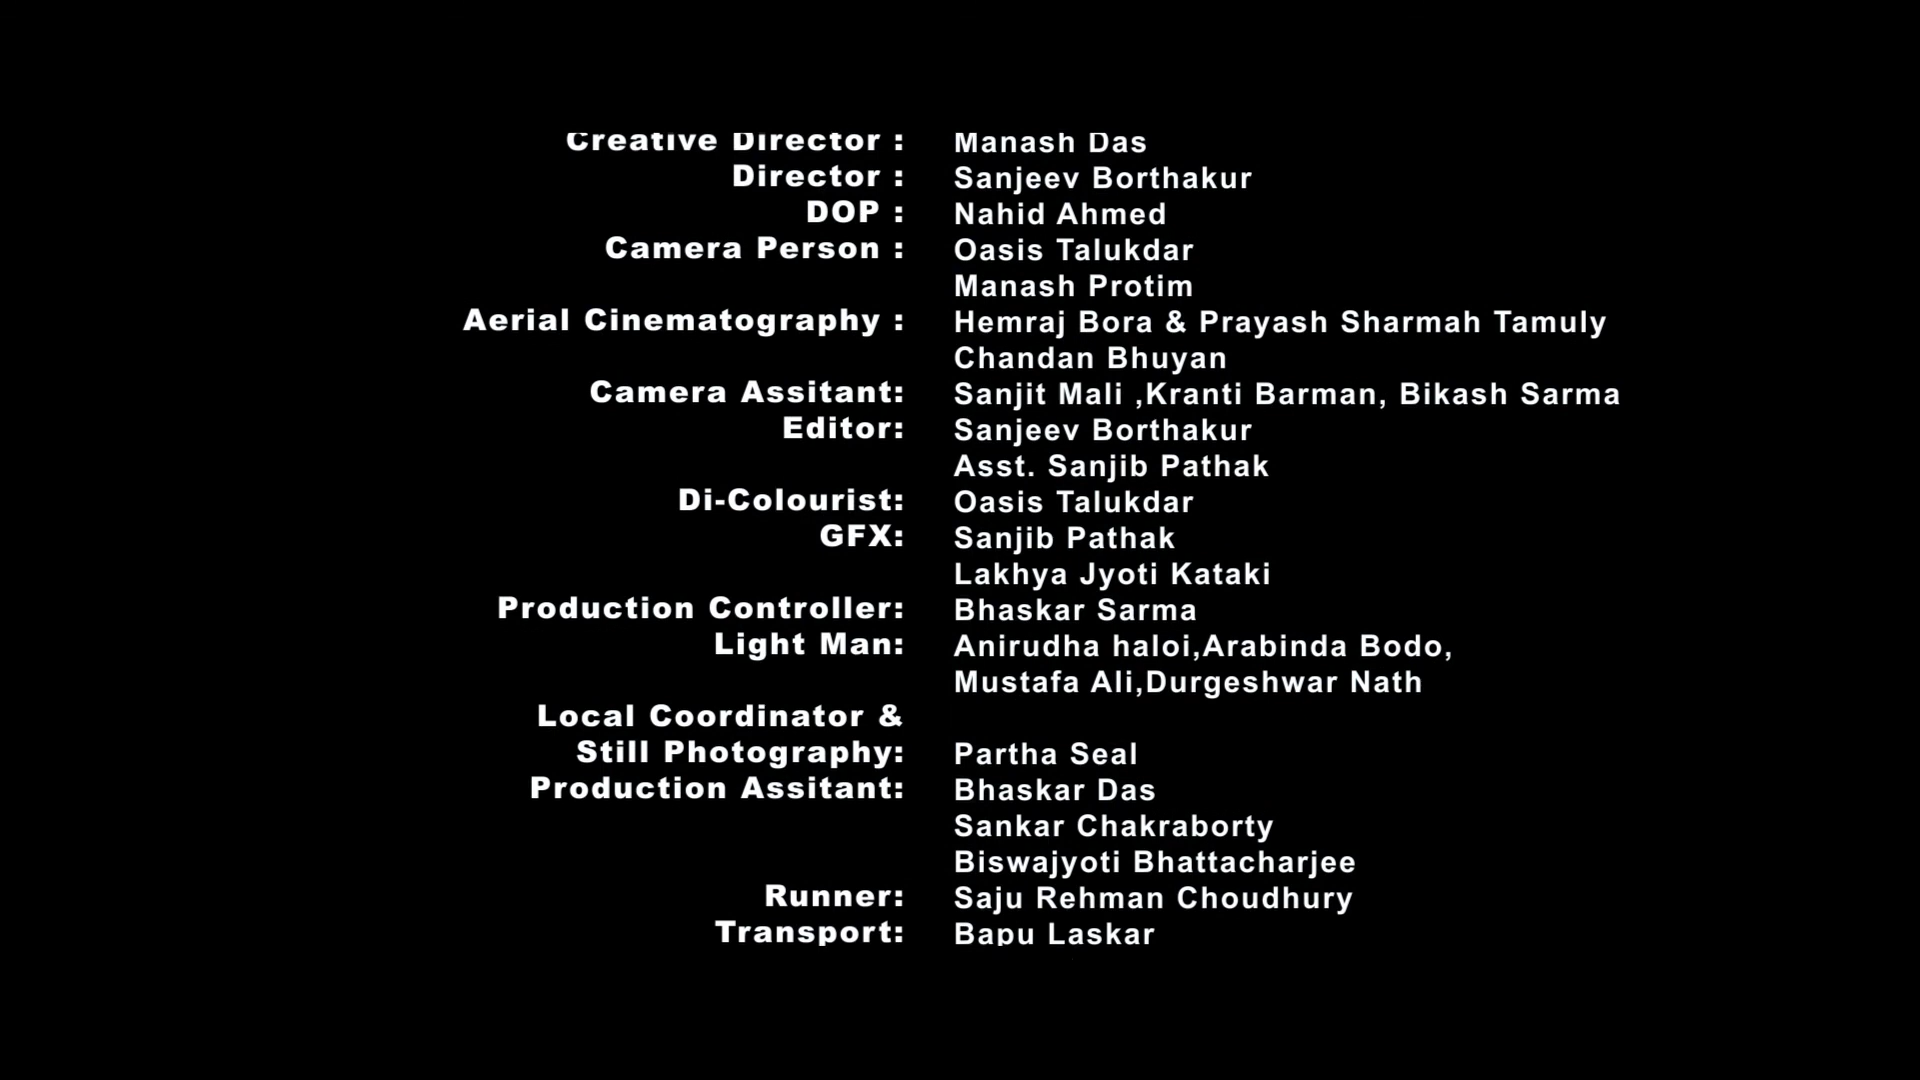 Creative Director : Manash Das
Director : Sanjeev Borthakur
DOP : Nahid Ahmed
Camera Person : Oasis Talukdar
Manash Protim
Aerial Cinematography : Hemraj Bora & Prayash Sharmah Tamuly
Chandan Bhuyan
Camera Assitant: Sanjit Mali ,Kranti Barman, Bikash Sarma
Editor: Sanjeev Borthakur
Asst. Sanjib Pathak
Di-Colourist: Oasis Talukdar
GFX: Sanjib Pathak
Lakhya Jyoti Kataki
Production Controller: Bhaskar Sarma
Light Man: Anirudha haloi,Arabinda Bodo,
Mustafa Ali,Durgeshwar Nath
Local Coordinator &
Still Photography: Partha Seal
Production Assitant: Bhaskar Das
Sankar Chakraborty
Biswajyoti Bhattacharjee
Runner: Saju Rehman Choudhury
Transport: Bapu Laskar